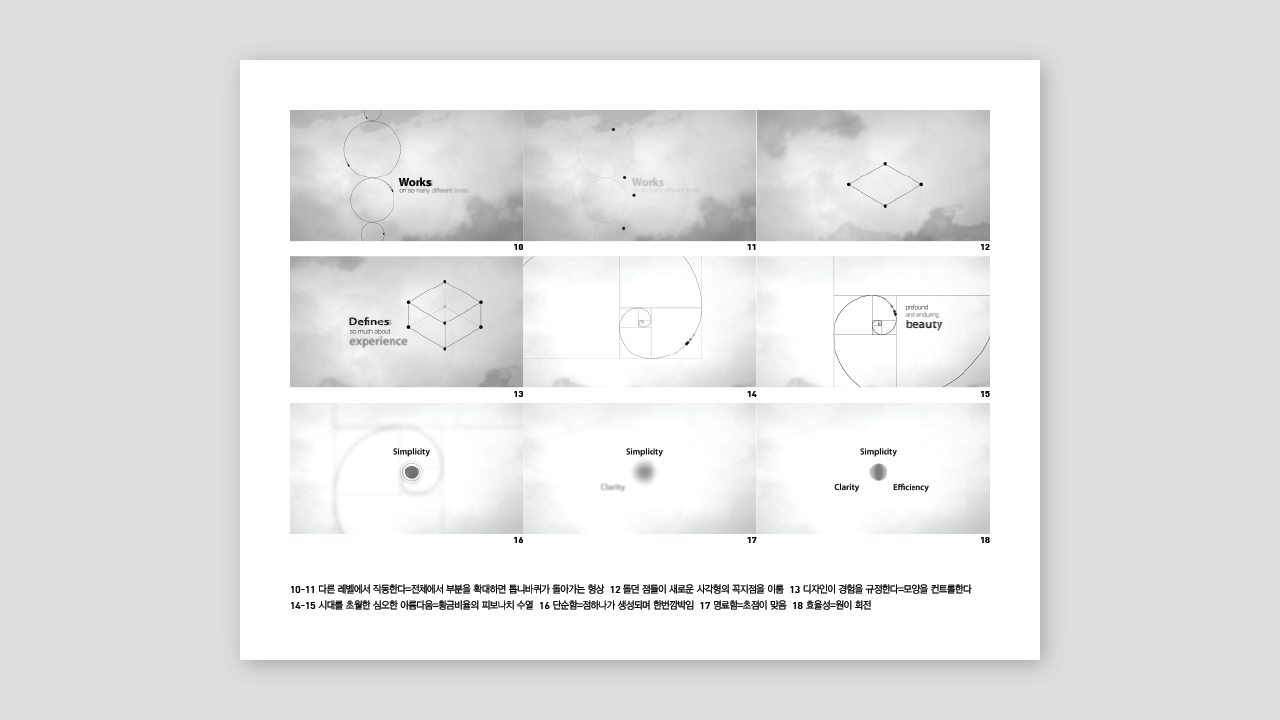 Works
on so many different levels
10
Works
on so many different levels
11
12
Defines
so much about
experience
13
14
profound
and enduring
beauty
15
Simplicity
16
Simplicity
Clarity
17
Simplicity
Clarity
Efficiency
18
10-11 다른 레벨에서 작동한다=전체에서 부분을 확대하면 톱니바퀴가 돌아가는 형상 12 돌던 점들이 새로운 사각형의 꼭지점을 이룸 13 디자인이 경험을 규정한다=모양을 컨트롤한다
14-15 시대를 초월한 심오한 아름다움=황금비율의 피보나치 수열 16 단순함=점하나가 생성되며 한번깜박임 17 명료함=초점이 맞음 18 효율성=원이 회전